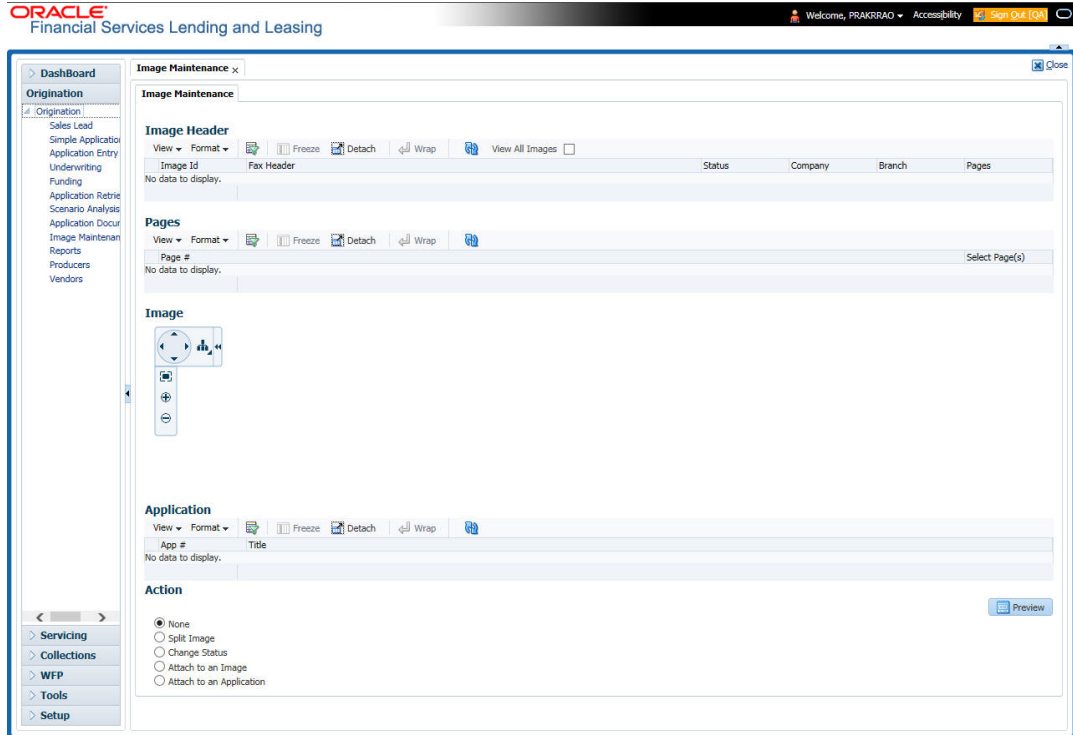 ORACLE
Financial Services Lending and Leasing
Welcome, PRAKRRAO Accessibility Sign Out [QA]
Close
DashBoard
Origination
Origination
Sales Lead
Simple Applicatio
Application Entry
Underwriting
Funding
Application Retrie
Scenario Analysis
Application Docur
Image Maintenan
Reports
Producers
Vendors
Servicing
Collections
WFP
Tools
Setup
Image Maintenance x
Image Maintenance
Image Header
View Format Freeze Detach Wrap View All Images
Image Id Fax Header Status Company Branch Pages
No data to display.
Pages
View Format Freeze Detach Wrap
Page # Select Page(s)
No data to display.
Image
Application
View Format Freeze Detach Wrap
App # Title
No data to display.
Action
Preview
None
Split Image
Change Status
Attach to an Image
Attach to an Application